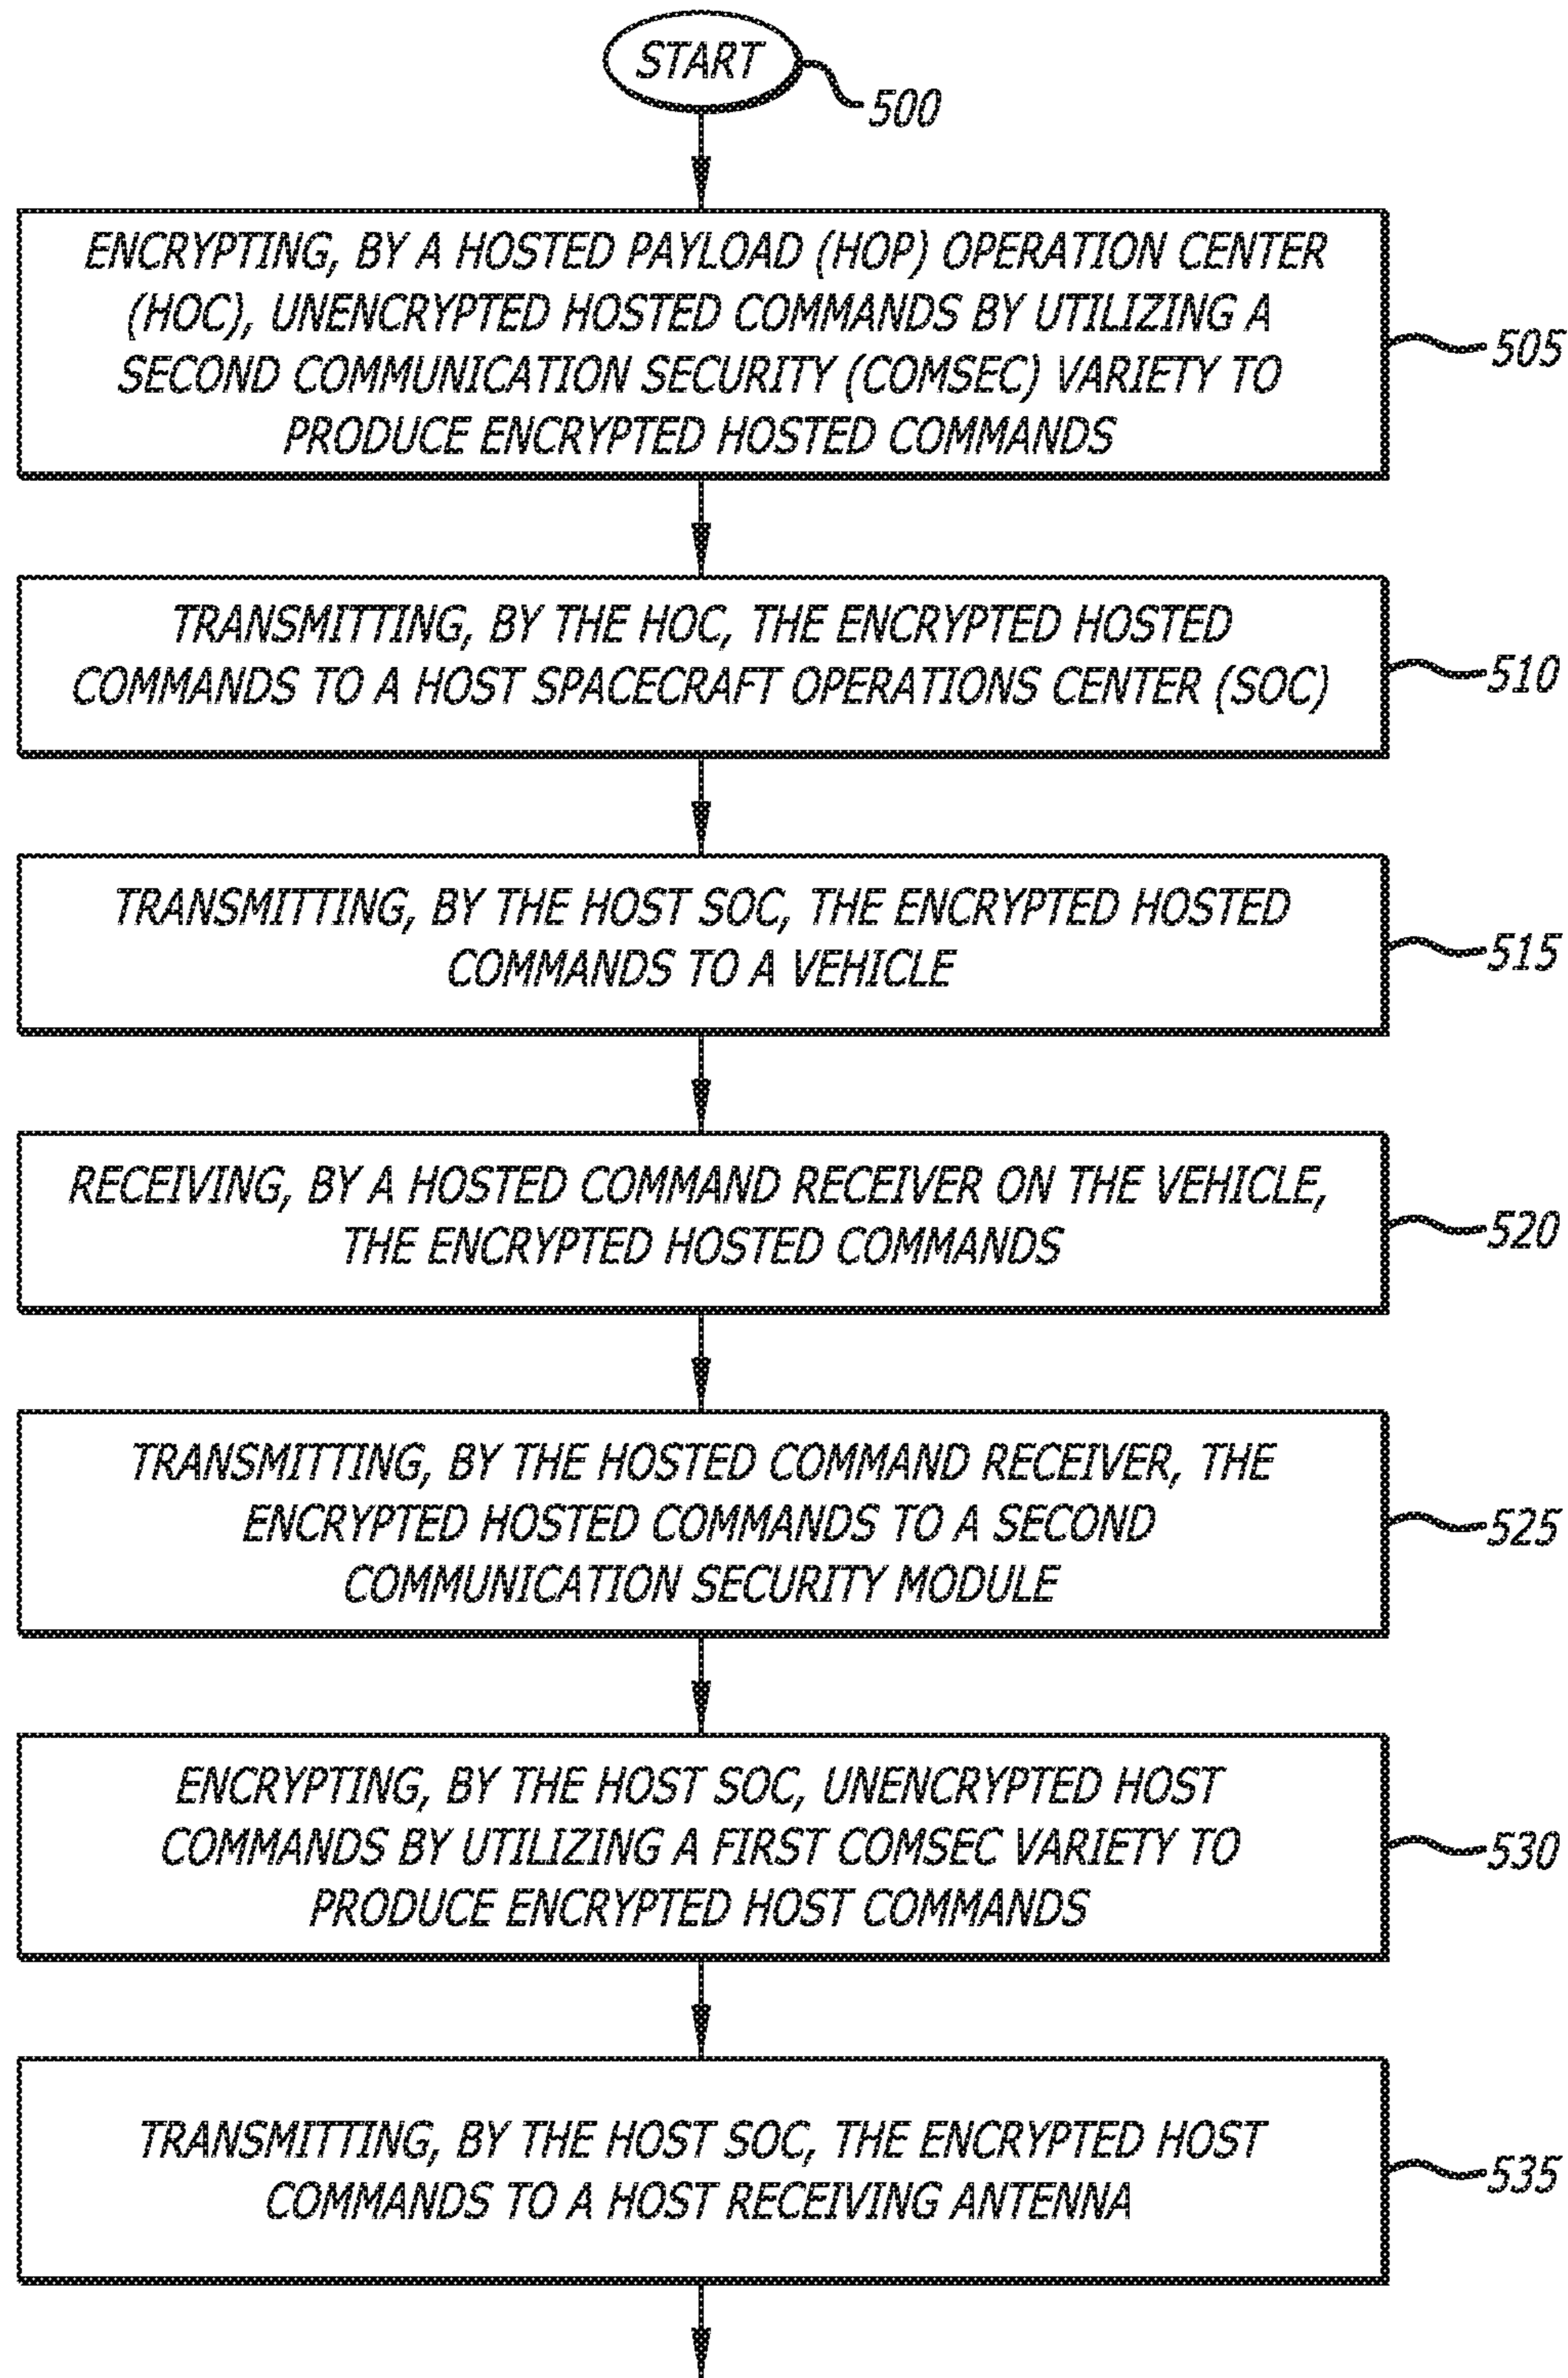 START
500
ENCRYPTING, BY A HOSTED PAYLOAD (HOP) OPERATION CENTER
(HOC), UNENCRYPTED HOSTED COMMANDS BY UTILIZING A
SECOND COMMUNICATION SECURITY (COMSEC) VARIETY TO
PRODUCE ENCRYPTED HOSTED COMMANDS
505
TRANSMITTING, BY THE HOC, THE ENCRYPTED HOSTED
COMMANDS TO A HOST SPACECRAFT OPERATIONS CENTER (SOC)
510
TRANSMITTING, BY THE HOST SOC, THE ENCRYPTED HOSTED
COMMANDS TO A VEHICLE
515
RECEIVING, BY A HOSTED COMMAND RECEIVER ON THE VEHICLE,
THE ENCRYPTED HOSTED COMMANDS
520
TRANSMITTING, BY THE HOSTED COMMAND RECEIVER, THE
ENCRYPTED HOSTED COMMANDS TO A SECOND
COMMUNICATION SECURITY MODULE
525
ENCRYPTING, BY THE HOST SOC, UNENCRYPTED HOST
COMMANDS BY UTILIZING A FIRST COMSEC VARIETY TO
PRODUCE ENCRYPTED HOST COMMANDS
530
TRANSMITTING, BY THE HOST SOC, THE ENCRYPTED HOST
COMMANDS TO A HOST RECEIVING ANTENNA
535